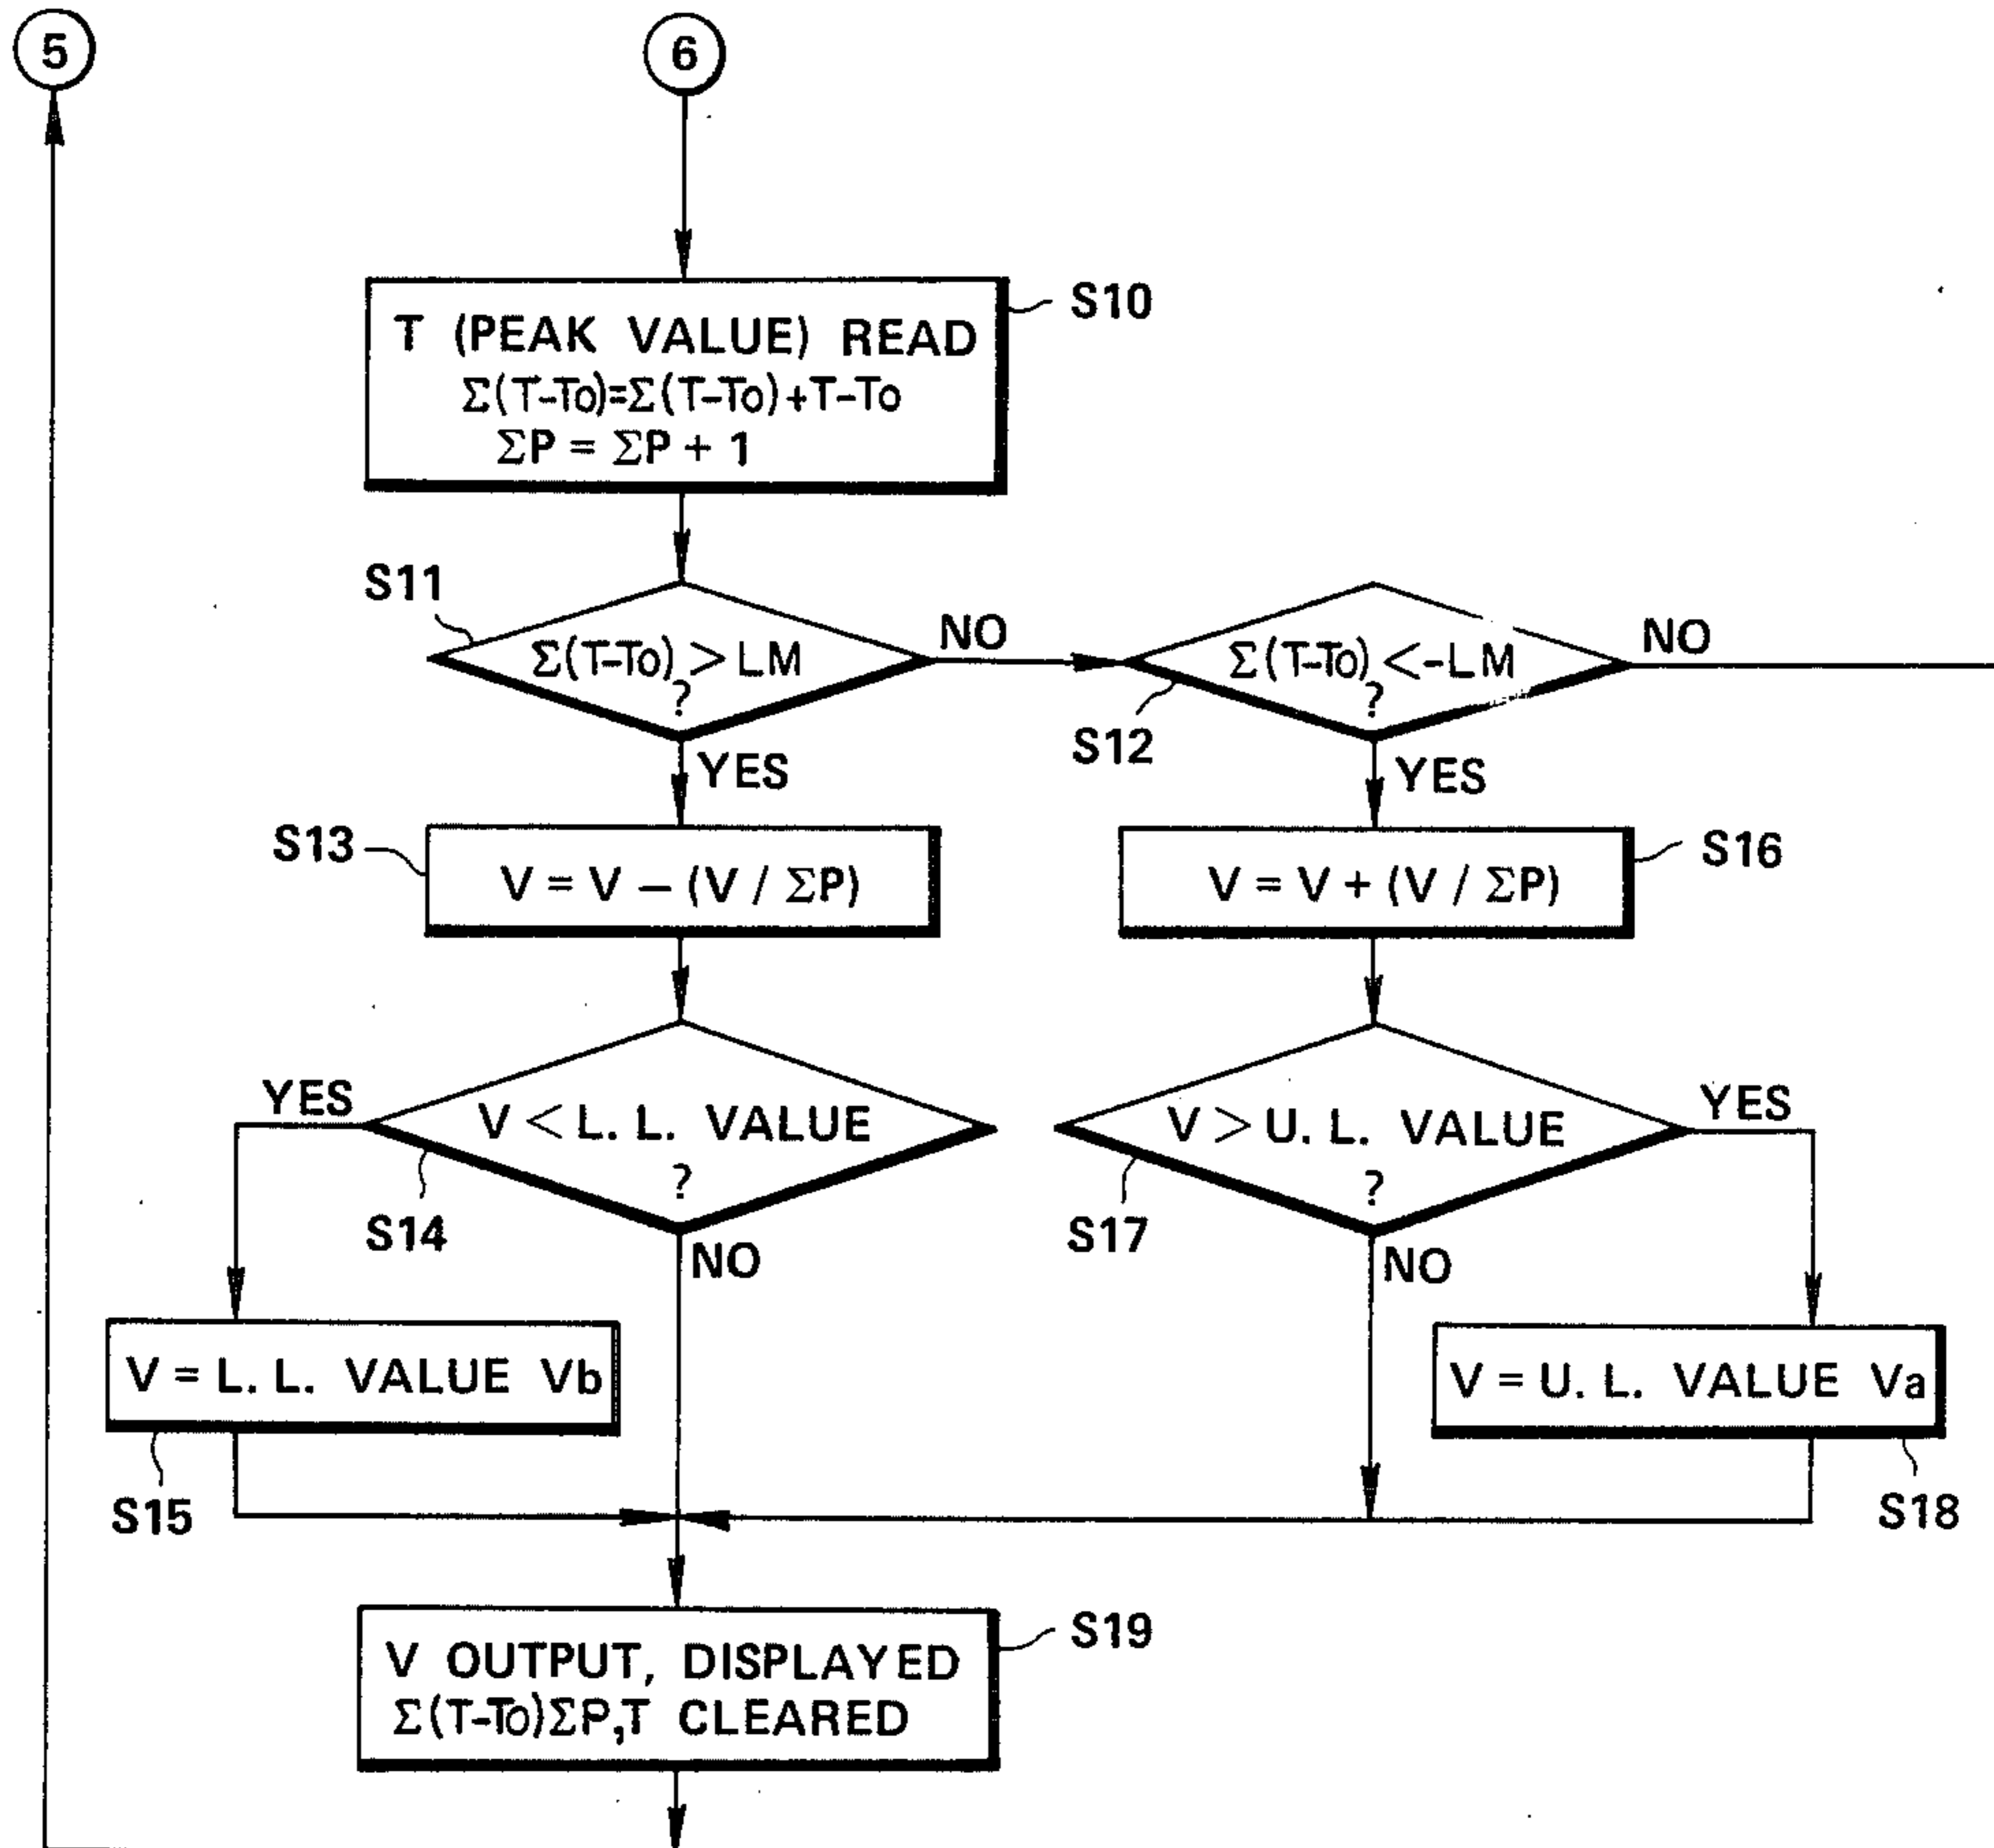 5
6
S10
T (PEAK VALUE) READ
Σ(T-To)=Σ(T-To)+T-To
ΣP = ΣP + 1
S11
Σ(T-To) > LM
?
NO
S12
Σ(T-To) <-LM
?
NO
YES
YES
S13
V = V − (V / ΣP)
S16
V = V + (V / ΣP)
YES
V < L. L. VALUE
?
S14
NO
V > U. L. VALUE
?
YES
S17
NO
V = L. L. VALUE Vb
S15
V = U. L. VALUE Va
S18
S19
V OUTPUT, DISPLAYED
Σ(T-To)ΣP,T CLEARED